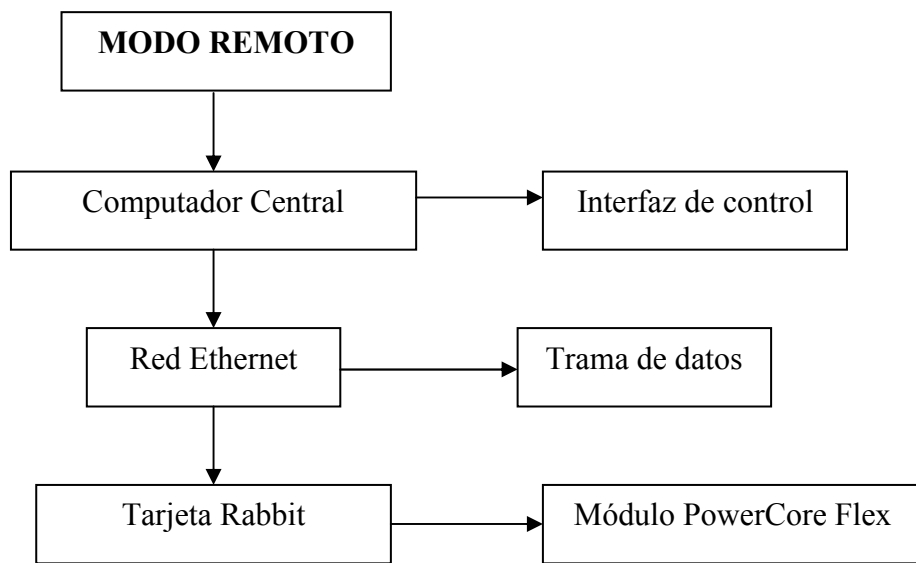 MODO REMOTO
Computador Central
Interfaz de control
Red Ethernet
Trama de datos
Tarjeta Rabbit
Módulo PowerCore Flex